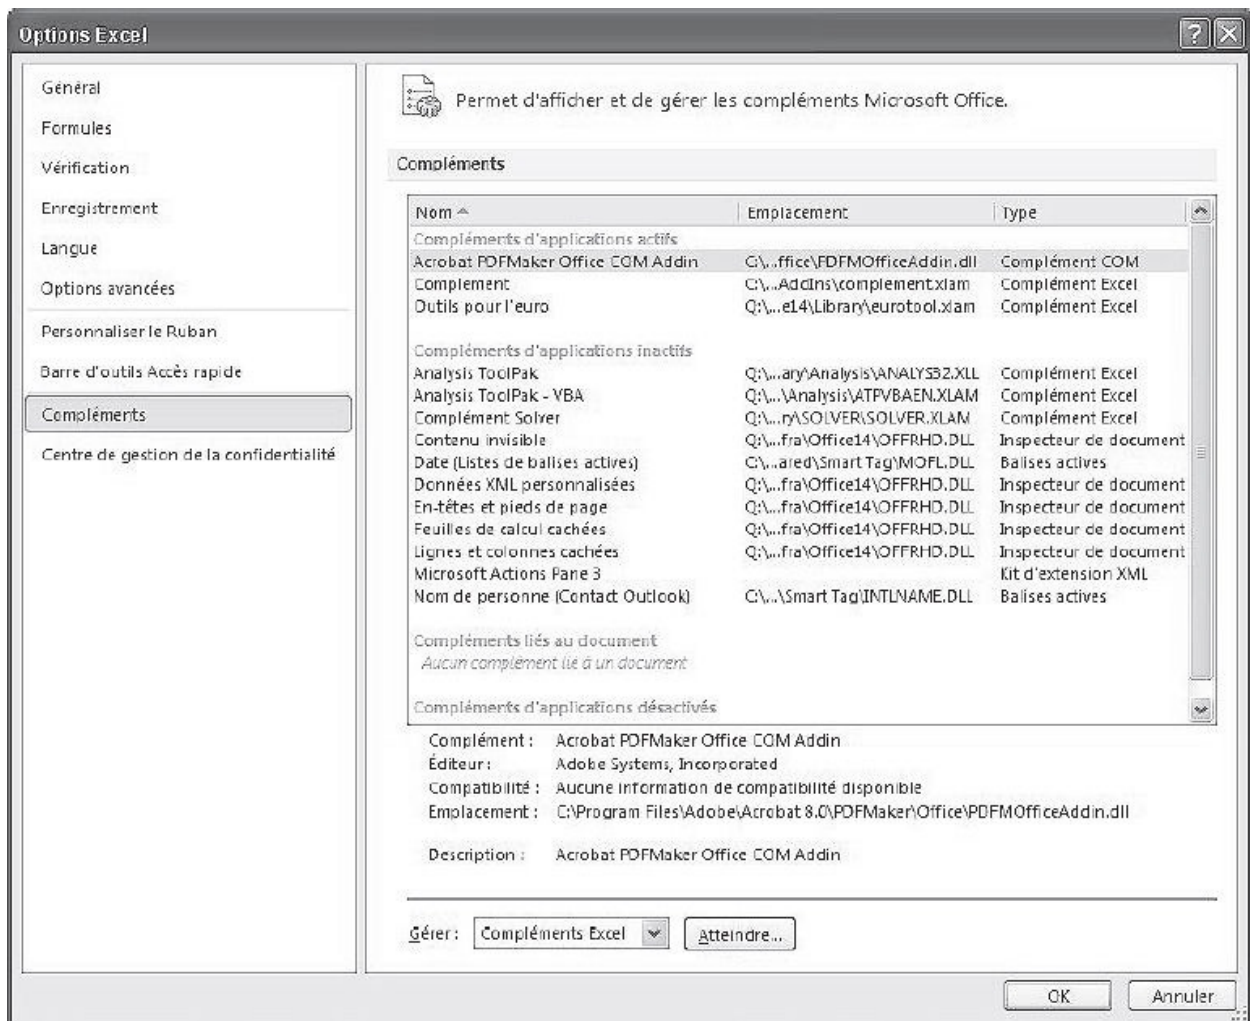 Options Excel
Général
Formules
Vérification
Enregistrement
Langue
Options avancées
Personnaliser le Ruban
Barre d'outils Accès rapide
Compléments
Centre de gestion de la confidentialité
Permet d'afficher et de gérer les compléments Microsoft Office.
Compléments
Nom Emplacement Type
Compléments d'applications actifs
Acrobat PDFMaker Office COM Addin C:\...ffice\PDFMOfficeAddin.dll Complément COM
Complement C:\...AddIns\complement.xlam Complément Excel
Outils pour l'euro Q:\...e14\Library\eurotool.xlam Complément Excel
Compléments d'applications inactifs
Analysis ToolPak Q:\...ary\Analysis\ANALYS32.XLL Complément Excel
Analysis ToolPak - VBA Q:\...\Analysis\ATPVBAEN.XLAM Complément Excel
Complément Solver Q:\...ry\SOLVER\SOLVER.XLAM Complément Excel
Contenu invisible Q:\...fra\Office14\OFFRHD.DLL Inspecteur de document
Date (Listes de balises actives) C:\...ared\Smart Tag\MOFL.DLL Balises actives
Données XML personnalisées Q:\...fra\Office14\OFFRHD.DLL Inspecteur de document
En-têtes et pieds de page Q:\...fra\Office14\OFFRHD.DLL Inspecteur de document
Feuilles de calcul cachées Q:\...fra\Office14\OFFRHD.DLL Inspecteur de document
Lignes et colonnes cachées Q:\...fra\Office14\OFFRHD.DLL Inspecteur de document
Microsoft Actions Pane 3 Kit d'extension XML
Nom de personne (Contact Outlook) C:\...\Smart Tag\INTLNAME.DLL Balises actives
Compléments liés au document
Aucun complément lié à un document
Compléments d'applications désactivés
Complément : Acrobat PDFMaker Office COM Addin
Éditeur : Adobe Systems, Incorporated
Compatibilité : Aucune information de compatibilité disponible
Emplacement : C:\Program Files\Adobe\Acrobat 8.0\PDFMaker\Office\PDFMOfficeAddin.dll
Description : Acrobat PDFMaker Office COM Addin
Gérer : Compléments Excel Atteindre...
OK Annuler